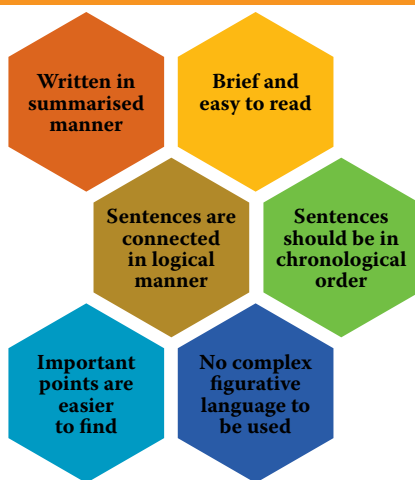 Written in
summarised
manner
Brief and
easy to read
Sentences are
connected
in logical
manner
Sentences
should be in
chronological
order
Important
points are
easier
to find
No complex
figurative
language to
be used